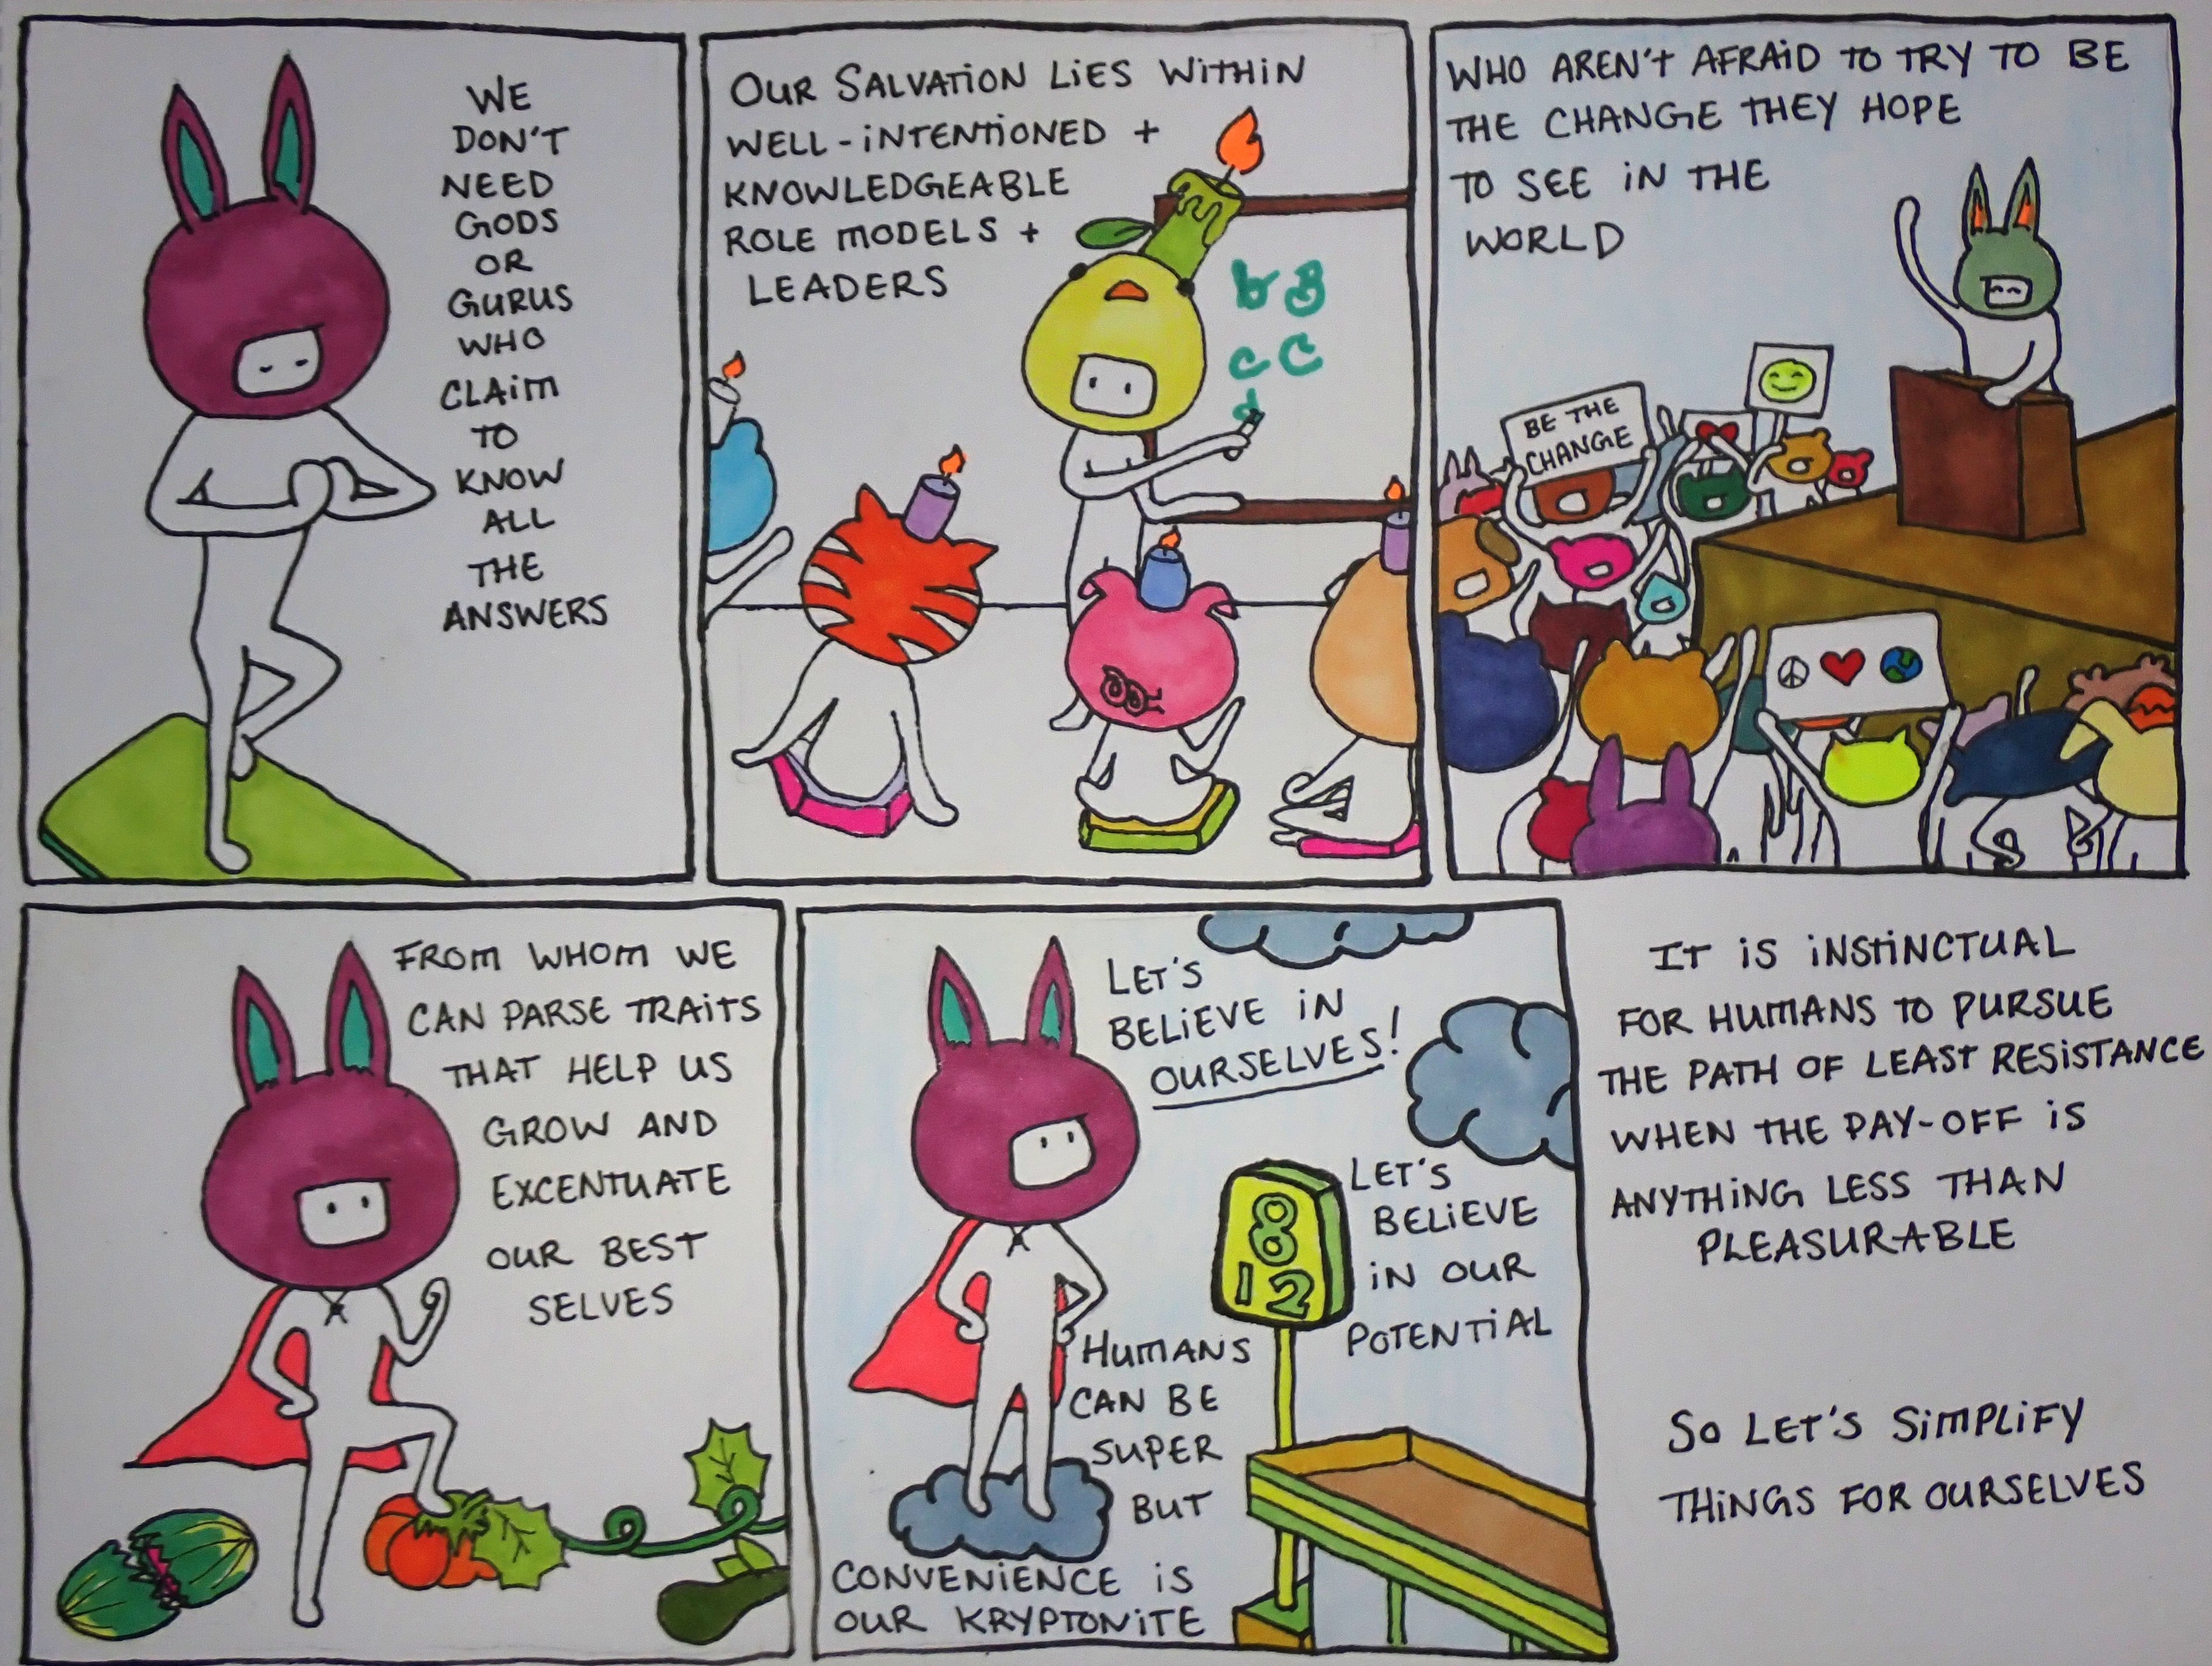 WE
DON'T
NEED
GODS
OR
GURUS
WHO
CLAIM
TO
KNOW
ALL
THE
ANSWERS
OUR SALVATION LIES WITHIN
WELL-INTENTIONED +
KNOWLEDGEABLE
ROLE MODELS +
LEADERS
b B
c C
d
WHO AREN'T AFRAID TO TRY TO BE
THE CHANGE THEY HOPE
TO SEE IN THE
WORLD
BE THE
CHANGE
FROM WHOM WE
CAN PARSE TRAITS
THAT HELP US
GROW AND
EXCENTUATE
OUR BEST
SELVES
LET'S
BELIEVE IN
OURSELVES!
LET'S
BELIEVE
IN OUR
POTENTIAL
8
12
HUMANS
CAN BE
SUPER
BUT
CONVENIENCE IS
OUR KRYPTONITE
IT IS INSTINCTUAL
FOR HUMANS TO PURSUE
THE PATH OF LEAST RESISTANCE
WHEN THE PAY-OFF IS
ANYTHING LESS THAN
PLEASURABLE
SO LET'S SIMPLIFY
THINGS FOR OURSELVES